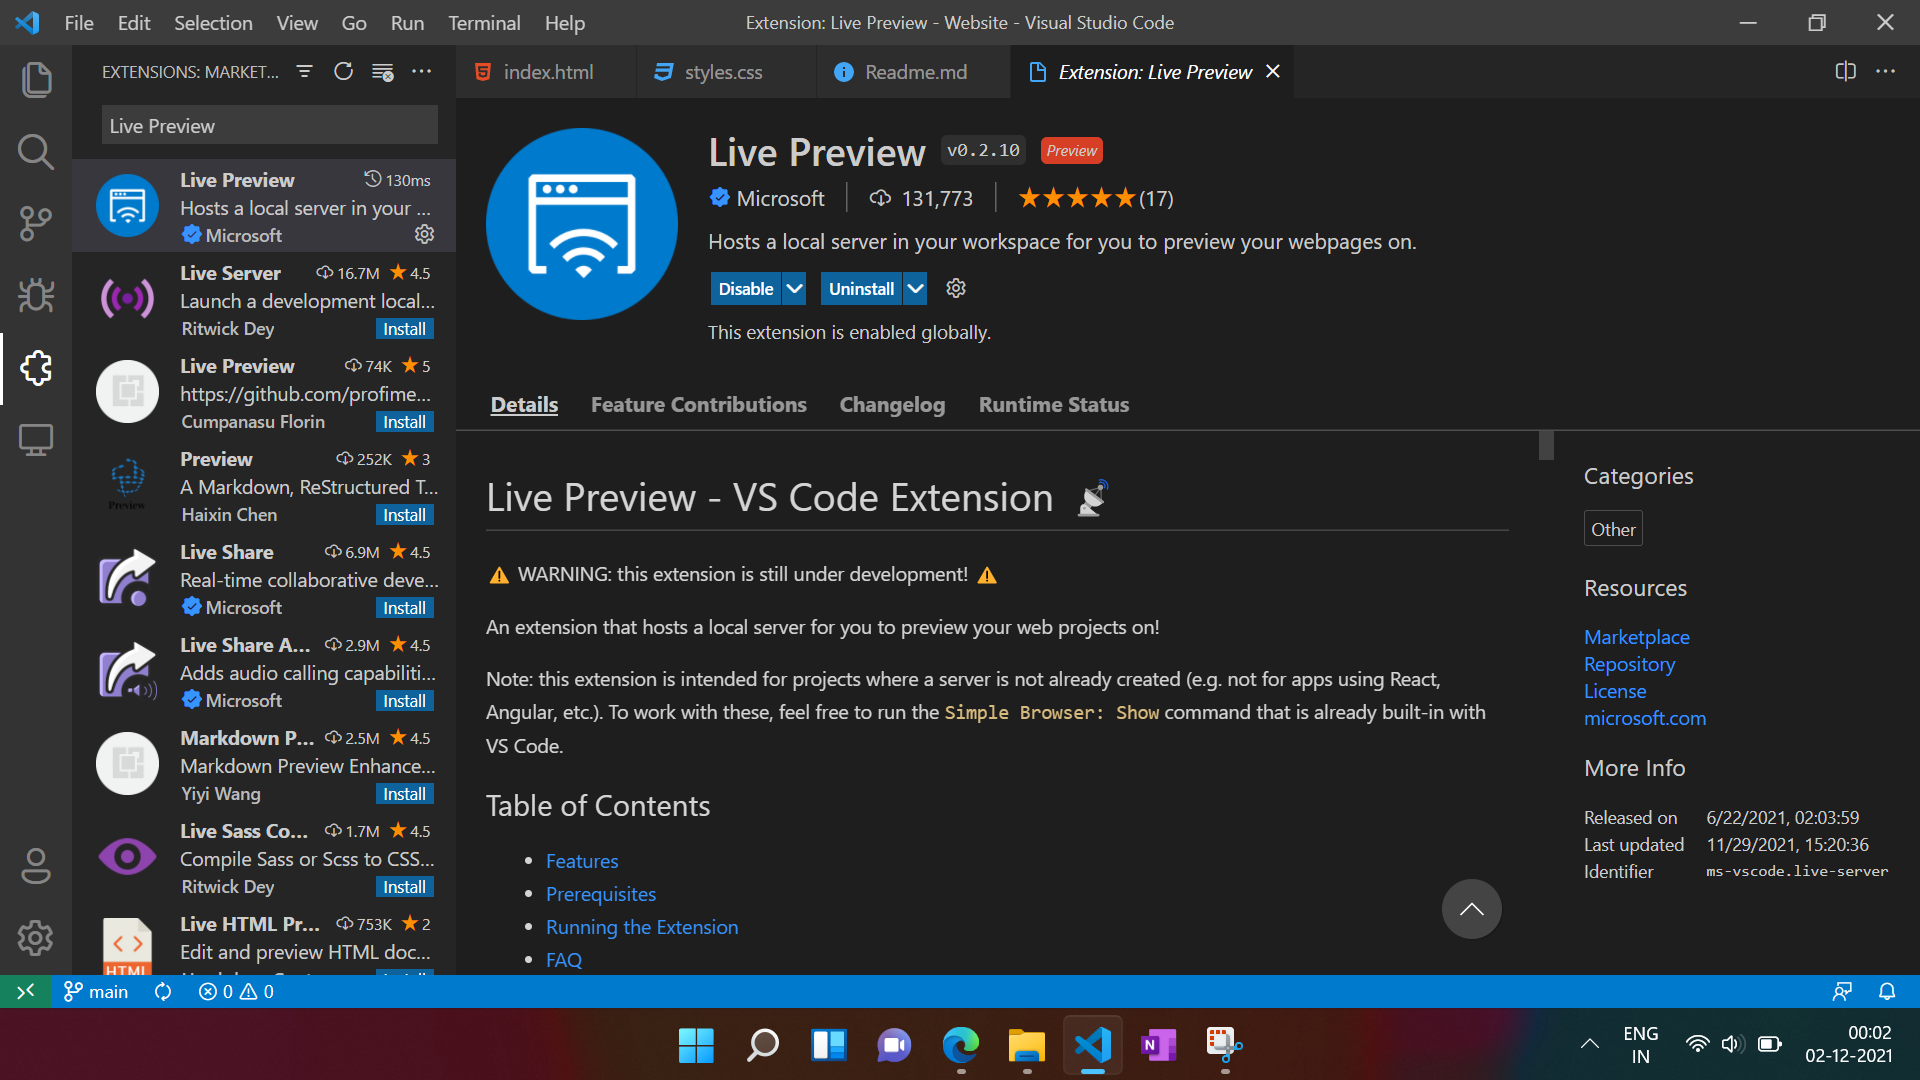 File Edit Selection View Go Run Terminal Help
Extension: Live Preview - Website - Visual Studio Code
EXTENSIONS: MARKET...
index.html
styles.css
Readme.md
Extension: Live Preview
Live Preview
Live Preview 130ms
Hosts a local server in your ...
Microsoft
Live Server 16.7M 4.5
Launch a development local...
Ritwick Dey Install
Live Preview 74K 5
https://github.com/profime...
Cumpanasu Florin Install
Preview 252K 3
Preview
A Markdown, ReStructured T...
Haixin Chen Install
Live Share 6.9M 4.5
Real-time collaborative deve...
Microsoft Install
Live Share A... 2.9M 4.5
Adds audio calling capabiliti...
Microsoft Install
Markdown P... 2.5M 4.5
Markdown Preview Enhance...
Yiyi Wang Install
Live Sass Co... 1.7M 4.5
Compile Sass or Scss to CSS...
Ritwick Dey Install
Live HTML Pr... 753K 2
Edit and preview HTML doc...
HTML
Live Preview v0.2.10 Preview
Microsoft 131,773 (17)
Hosts a local server in your workspace for you to preview your webpages on.
Disable Uninstall
This extension is enabled globally.
Details Feature Contributions Changelog Runtime Status
Live Preview - VS Code Extension
WARNING: this extension is still under development!
An extension that hosts a local server for you to preview your web projects on!
Note: this extension is intended for projects where a server is not already created (e.g. not for apps using React,
Angular, etc.). To work with these, feel free to run the Simple Browser: Show command that is already built-in with
VS Code.
Table of Contents
Features
Prerequisites
Running the Extension
FAQ
Categories
Other
Resources
Marketplace
Repository
License
microsoft.com
More Info
Released on 6/22/2021, 02:03:59
Last updated 11/29/2021, 15:20:36
Identifier ms-vscode.live-server
main 0 0
N
ENG
IN
00:02
02-12-2021